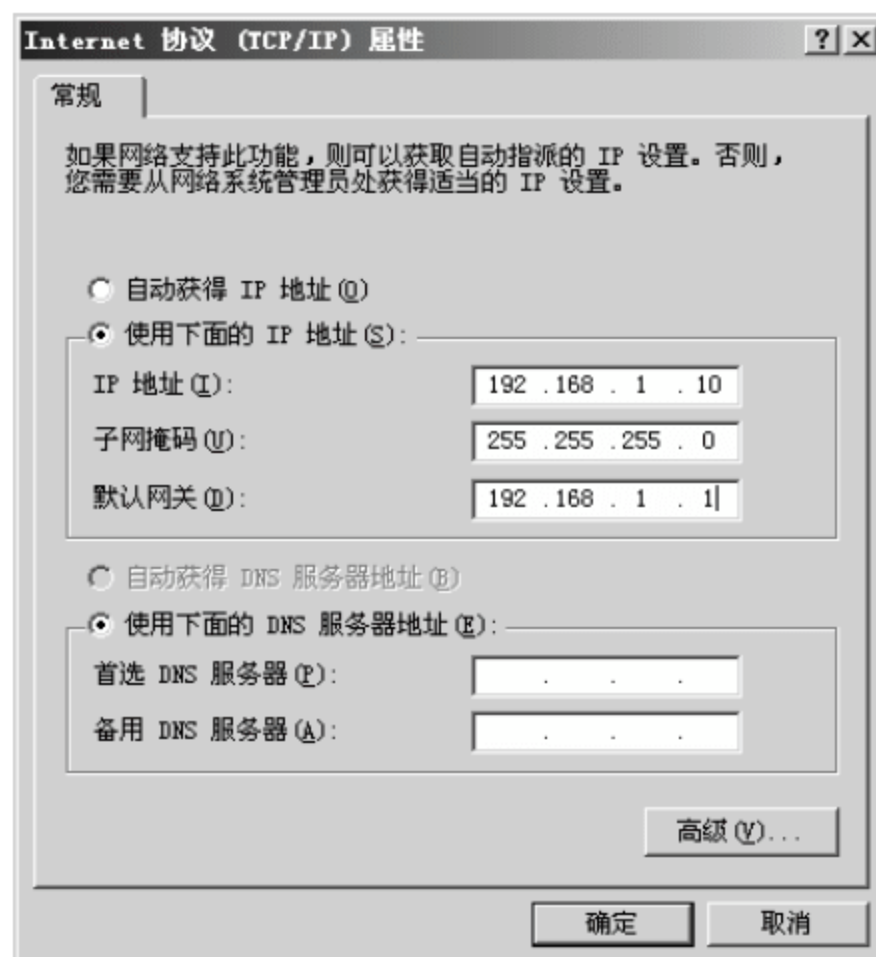 Internet 协议 (TCP/IP) 属性
常规
如果网络支持此功能，则可以获取自动指派的 IP 设置。否则，
您需要从网络系统管理员处获得适当的 IP 设置。
自动获得 IP 地址(O)
使用下面的 IP 地址(S):
IP 地址(I): 192 .168 . 1 . 10
子网掩码(U): 255 .255 .255 . 0
默认网关(D): 192 .168 . 1 . 1
自动获得 DNS 服务器地址(B)
使用下面的 DNS 服务器地址(E):
首选 DNS 服务器(P): . . .
备用 DNS 服务器(A): . . .
高级(V)...
确定 取消